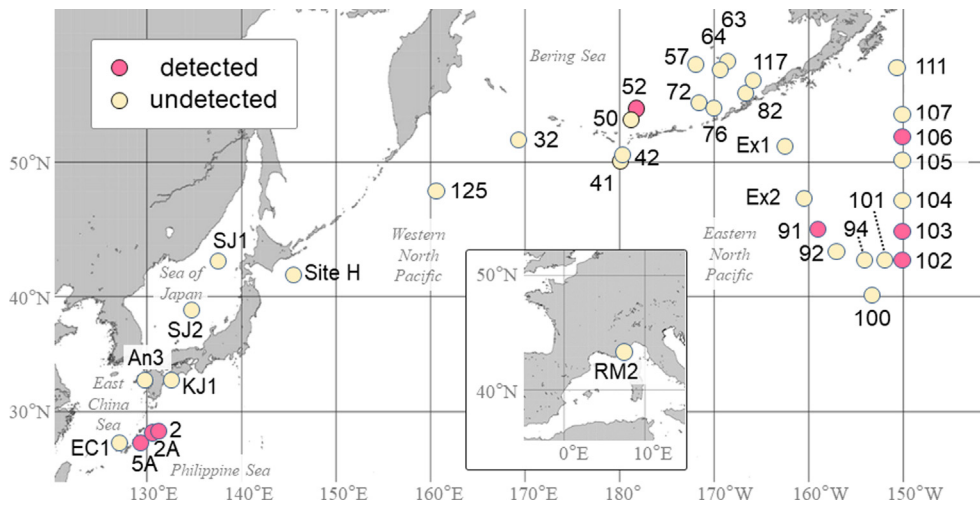 detected
undetected
Bering Sea
63
64
57
117
111
72
52
107
50
82
76
106
32
Ex1
42
105
50°N
41
125
Ex2
101
104
94
91
103
92
102
SJ1
Western
North
Pacific
Eastern
North
Pacific
Site H
Sea of
Japan
50°N
40°N
SJ2
100
An3
RM2
KJ1
East
China
Sea
40°N
30°N
EC1
2
2A
5A
Philippine Sea
0°E
10°E
130°E
140°E
150°E
160°E
170°E
180°
170°W
160°W
150°W